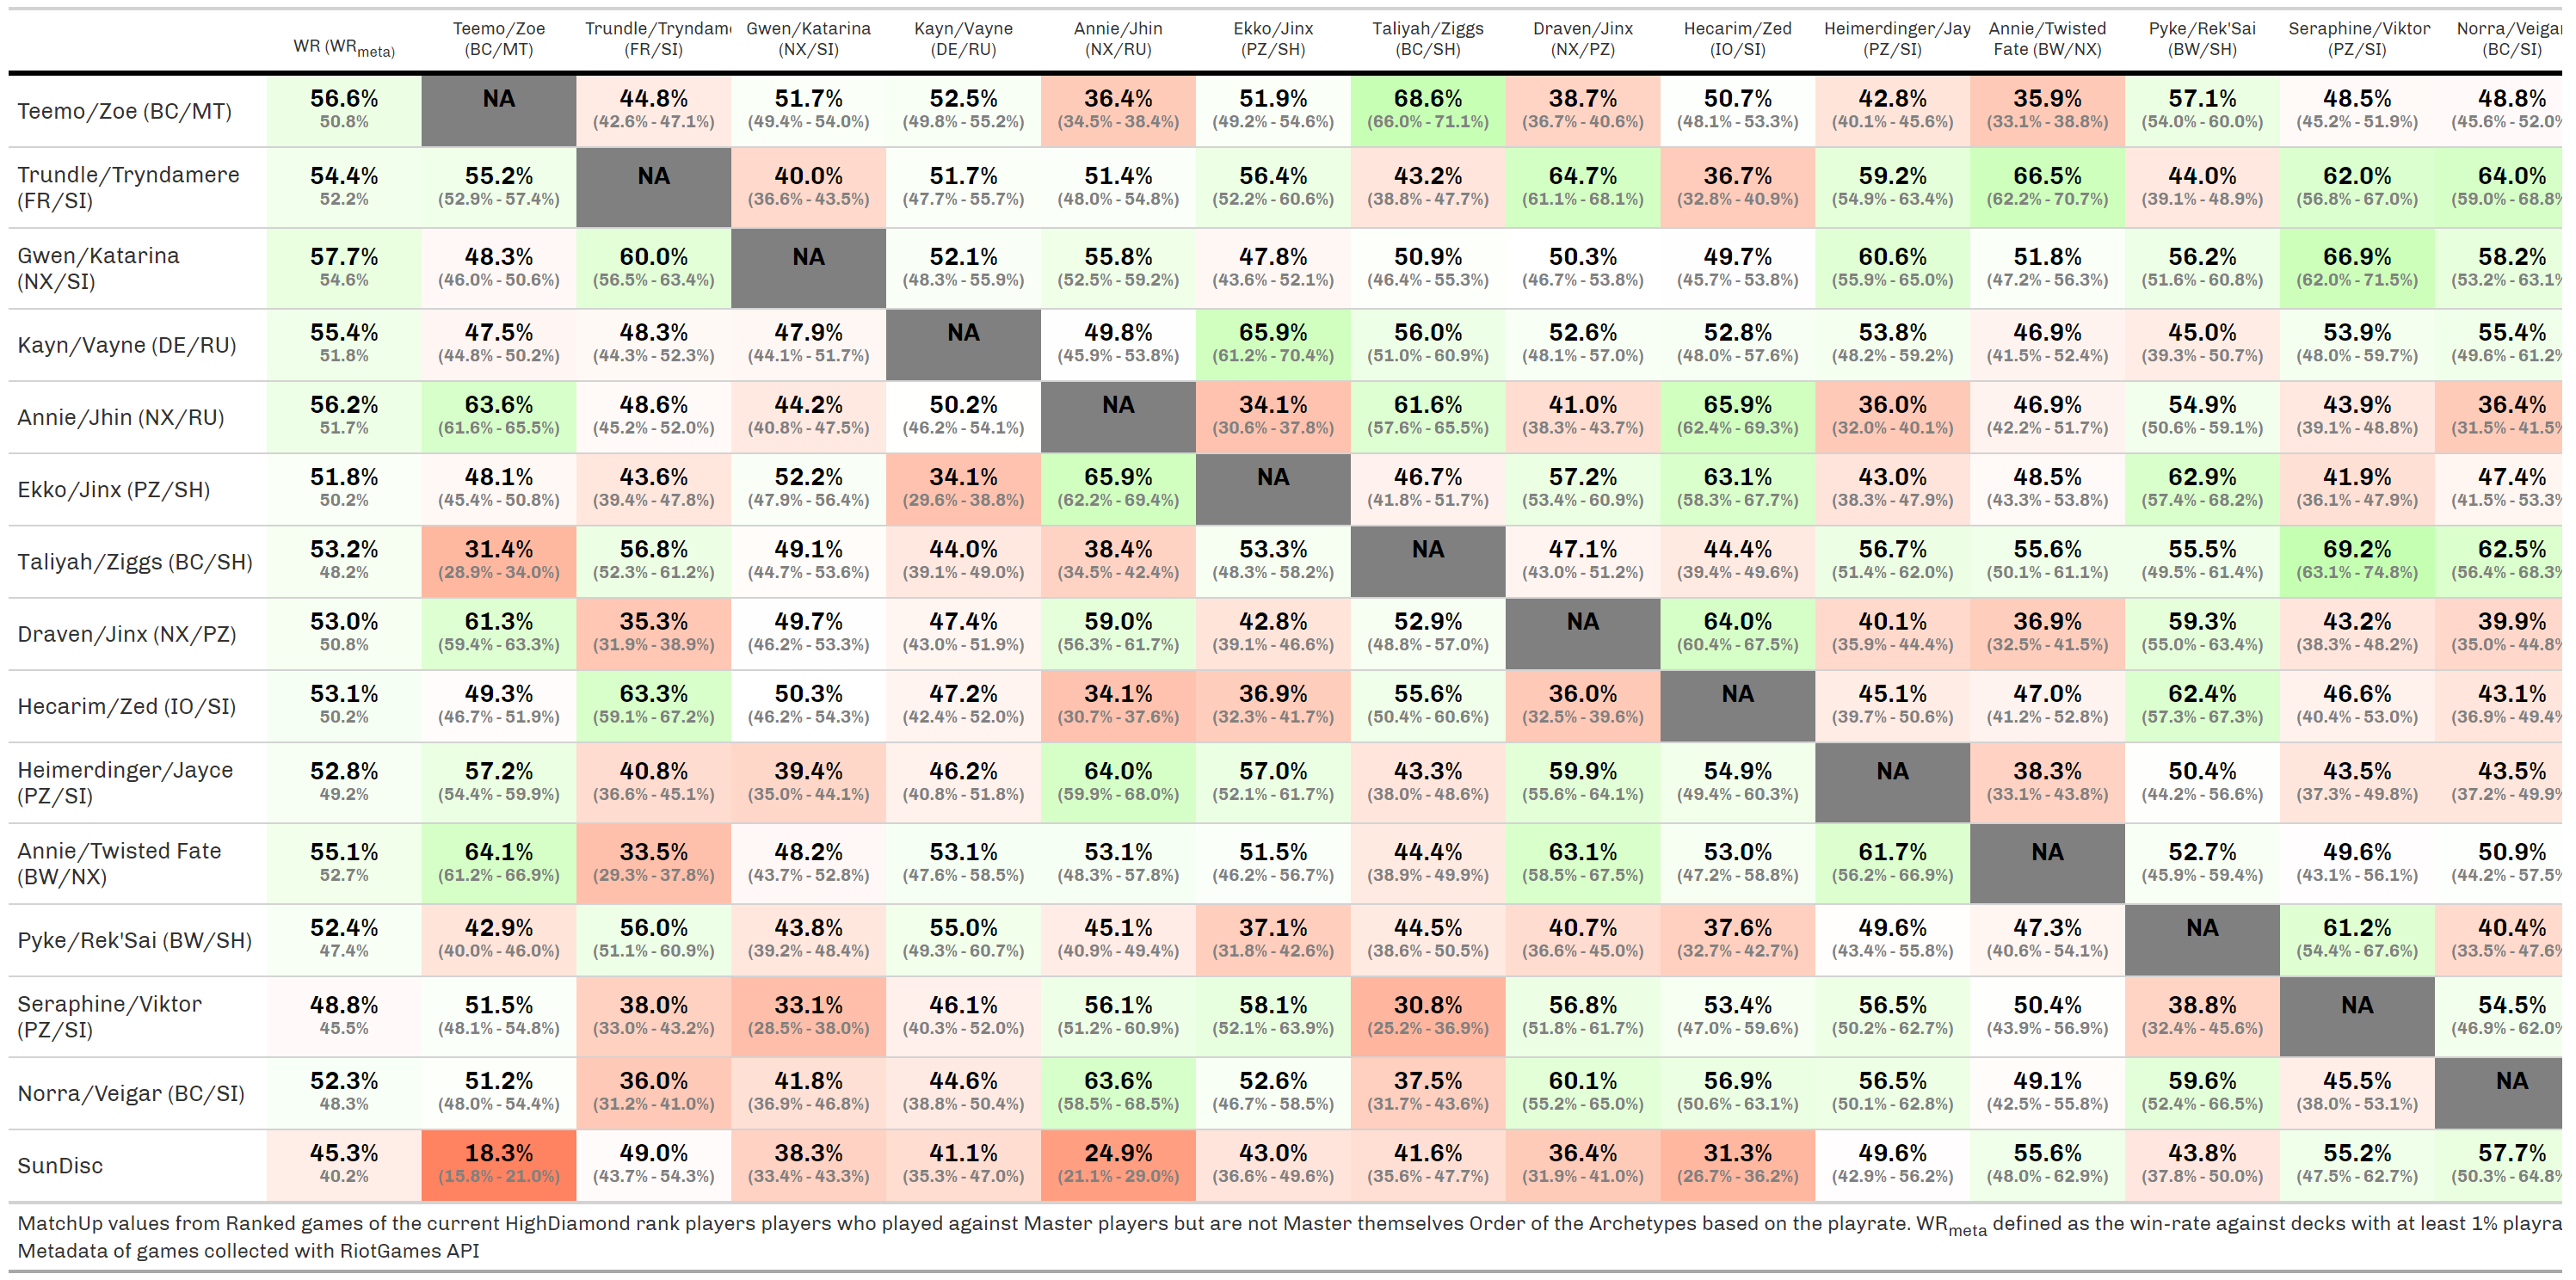 WR (WRmeta) Teemo/Zoe (BC/MT) Trundle/Tryndam (FR/SI) Gwen/Katarina (NX/SI) Kayn/Vayne (DE/RU) Annie/Jhin (NX/RU) Ekko/Jinx (PZ/SH) Taliyah/Ziggs (BC/SH) Draven/Jinx (NX/PZ) Hecarim/Zed (IO/SI) Heimerdinger/Jay (PZ/SI) Annie/Twisted Fate (BW/NX) Pyke/Rek'Sai (BW/SH) Seraphine/Viktor (PZ/SI) Norra/Veigar (BC/SI)
Teemo/Zoe (BC/MT) 56.6% NA 44.8% 51.7% 52.5% 36.4% 51.9% 68.6% 38.7% 50.7% 42.8% 35.9% 57.1% 48.5% 48.8%
50.8% (42.6% - 47.1%) (49.4% - 54.0%) (49.8% - 55.2%) (34.5% - 38.4%) (49.2% - 54.6%) (66.0% - 71.1%) (36.7% - 40.6%) (48.1% - 53.3%) (40.1% - 45.6%) (33.1% - 38.8%) (54.0% - 60.0%) (45.2% - 51.9%) (45.6% - 52.0%
Trundle/Tryndamere 54.4% 55.2% NA 40.0% 51.7% 51.4% 56.4% 43.2% 64.7% 36.7% 59.2% 66.5% 44.0% 62.0% 64.0%
(FR/SI) 52.2% (52.9% - 57.4%) (36.6% - 43.5%) (47.7% - 55.7%) (48.0% - 54.8%) (52.2% - 60.6%) (38.8% - 47.7%) (61.1% - 68.1%) (32.8% - 40.9%) (54.9% - 63.4%) (62.2% - 70.7%) (39.1% - 48.9%) (56.8% - 67.0%) (59.0% - 68.8%
Gwen/Katarina 57.7% 48.3% 60.0% NA 52.1% 55.8% 47.8% 50.9% 50.3% 49.7% 60.6% 51.8% 56.2% 66.9% 58.2%
(NX/SI) 54.6% (46.0% - 50.6%) (56.5% - 63.4%) (48.3% - 55.9%) (52.5% - 59.2%) (43.6% - 52.1%) (46.4% - 55.3%) (46.7% - 53.8%) (45.7% - 53.8%) (55.9% - 65.0%) (47.2% - 56.3%) (51.6% - 60.8%) (62.0% - 71.5%) (53.2% - 63.1%
Kayn/Vayne (DE/RU) 55.4% 47.5% 48.3% 47.9% NA 49.8% 65.9% 56.0% 52.6% 52.8% 53.8% 46.9% 45.0% 53.9% 55.4%
51.8% (44.8% - 50.2%) (44.3% - 52.3%) (44.1% - 51.7%) (45.9% - 53.8%) (61.2% - 70.4%) (51.0% - 60.9%) (48.1% - 57.0%) (48.0% - 57.6%) (48.2% - 59.2%) (41.5% - 52.4%) (39.3% - 50.7%) (48.0% - 59.7%) (49.6% - 61.2%
Annie/Jhin (NX/RU) 56.2% 63.6% 48.6% 44.2% 50.2% NA 34.1% 61.6% 41.0% 65.9% 36.0% 46.9% 54.9% 43.9% 36.4%
51.7% (61.6% - 65.5%) (45.2% - 52.0%) (40.8% - 47.5%) (46.2% - 54.1%) (30.6% - 37.8%) (57.6% - 65.5%) (38.3% - 43.7%) (62.4% - 69.3%) (32.0% - 40.1%) (42.2% - 51.7%) (50.6% - 59.1%) (39.1% - 48.8%) (31.5% - 41.5%
Ekko/Jinx (PZ/SH) 51.8% 48.1% 43.6% 52.2% 34.1% 65.9% NA 46.7% 57.2% 63.1% 43.0% 48.5% 62.9% 41.9% 47.4%
50.2% (45.4% - 50.8%) (39.4% - 47.8%) (47.9% - 56.4%) (29.6% - 38.8%) (62.2% - 69.4%) (41.8% - 51.7%) (53.4% - 60.9%) (58.3% - 67.7%) (38.3% - 47.9%) (43.3% - 53.8%) (57.4% - 68.2%) (36.1% - 47.9%) (41.5% - 53.3%
Taliyah/Ziggs (BC/SH) 53.2% 31.4% 56.8% 49.1% 44.0% 38.4% 53.3% NA 47.1% 44.4% 56.7% 55.6% 55.5% 69.2% 62.5%
48.2% (28.9% - 34.0%) (52.3% - 61.2%) (44.7% - 53.6%) (39.1% - 49.0%) (34.5% - 42.4%) (48.3% - 58.2%) (43.0% - 51.2%) (39.4% - 49.6%) (51.4% - 62.0%) (50.1% - 61.1%) (49.5% - 61.4%) (63.1% - 74.8%) (56.4% - 68.3%
Draven/Jinx (NX/PZ) 53.0% 61.3% 35.3% 49.7% 47.4% 59.0% 42.8% 52.9% NA 64.0% 40.1% 36.9% 59.3% 43.2% 39.9%
50.8% (59.4% - 63.3%) (31.9% - 38.9%) (46.2% - 53.3%) (43.0% - 51.9%) (56.3% - 61.7%) (39.1% - 46.6%) (48.8% - 57.0%) (60.4% - 67.5%) (35.9% - 44.4%) (32.5% - 41.5%) (55.0% - 63.4%) (38.3% - 48.2%) (35.0% - 44.8%
Hecarim/Zed (IO/SI) 53.1% 49.3% 63.3% 50.3% 47.2% 34.1% 36.9% 55.6% 36.0% NA 45.1% 47.0% 62.4% 46.6% 43.1%
50.2% (46.7% - 51.9%) (59.1% - 67.2%) (46.2% - 54.3%) (42.4% - 52.0%) (30.7% - 37.6%) (32.3% - 41.7%) (50.4% - 60.6%) (32.5% - 39.6%) (39.7% - 50.6%) (41.2% - 52.8%) (57.3% - 67.3%) (40.4% - 53.0%) (36.9% - 49.4%
Heimerdinger/Jayce 52.8% 57.2% 40.8% 39.4% 46.2% 64.0% 57.0% 43.3% 59.9% 54.9% NA 38.3% 50.4% 43.5% 43.5%
(PZ/SI) 49.2% (54.4% - 59.9%) (36.6% - 45.1%) (35.0% - 44.1%) (40.8% - 51.8%) (59.9% - 68.0%) (52.1% - 61.7%) (38.0% - 48.6%) (55.6% - 64.1%) (49.4% - 60.3%) (33.1% - 43.8%) (44.2% - 56.6%) (37.3% - 49.8%) (37.2% - 49.9%
Annie/Twisted Fate 55.1% 64.1% 33.5% 48.2% 53.1% 53.1% 51.5% 44.4% 63.1% 53.0% 61.7% NA 52.7% 49.6% 50.9%
(BW/NX) 52.7% (61.2% - 66.9%) (29.3% - 37.8%) (43.7% - 52.8%) (47.6% - 58.5%) (48.3% - 57.8%) (46.2% - 56.7%) (38.9% - 49.9%) (58.5% - 67.5%) (47.2% - 58.8%) (56.2% - 66.9%) (45.9% - 59.4%) (43.1% - 56.1%) (44.2% - 57.5%
Pyke/Rek'Sai (BW/SH) 52.4% 42.9% 56.0% 43.8% 55.0% 45.1% 37.1% 44.5% 40.7% 37.6% 49.6% 47.3% NA 61.2% 40.4%
47.4% (40.0% - 46.0%) (51.1% - 60.9%) (39.2% - 48.4%) (49.3% - 60.7%) (40.9% - 49.4%) (31.8% - 42.6%) (38.6% - 50.5%) (36.6% - 45.0%) (32.7% - 42.7%) (43.4% - 55.8%) (40.6% - 54.1%) (54.4% - 67.6%) (33.5% - 47.6%
Seraphine/Viktor 48.8% 51.5% 38.0% 33.1% 46.1% 56.1% 58.1% 30.8% 56.8% 53.4% 56.5% 50.4% 38.8% NA 54.5%
(PZ/SI) 45.5% (48.1% - 54.8%) (33.0% - 43.2%) (28.5% - 38.0%) (40.3% - 52.0%) (51.2% - 60.9%) (52.1% - 63.9%) (25.2% - 36.9%) (51.8% - 61.7%) (47.0% - 59.6%) (50.2% - 62.7%) (43.9% - 56.9%) (32.4% - 45.6%) (46.9% - 62.0%
Norra/Veigar (BC/SI) 52.3% 51.2% 36.0% 41.8% 44.6% 63.6% 52.6% 37.5% 60.1% 56.9% 56.5% 49.1% 59.6% 45.5% NA
48.3% (48.0% - 54.4%) (31.2% - 41.0%) (36.9% - 46.8%) (38.8% - 50.4%) (58.5% - 68.5%) (46.7% - 58.5%) (31.7% - 43.6%) (55.2% - 65.0%) (50.6% - 63.1%) (50.1% - 62.8%) (42.5% - 55.8%) (52.4% - 66.5%) (38.0% - 53.1%)
SunDisc 45.3% 18.3% 49.0% 38.3% 41.1% 24.9% 43.0% 41.6% 36.4% 31.3% 49.6% 55.6% 43.8% 55.2% 57.7%
40.2% (15.8% - 21.0%) (43.7% - 54.3%) (33.4% - 43.3%) (35.3% - 47.0%) (21.1% - 29.0%) (36.6% - 49.6%) (35.6% - 47.7%) (31.9% - 41.0%) (26.7% - 36.2%) (42.9% - 56.2%) (48.0% - 62.9%) (37.8% - 50.0%) (47.5% - 62.7%) (50.3% - 64.8%
MatchUp values from Ranked games of the current HighDiamond rank players players who played against Master players but are not Master themselves Order of the Archetypes based on the playrate. WRmeta defined as the win-rate against decks with at least 1% playra
Metadata of games collected with RiotGames API